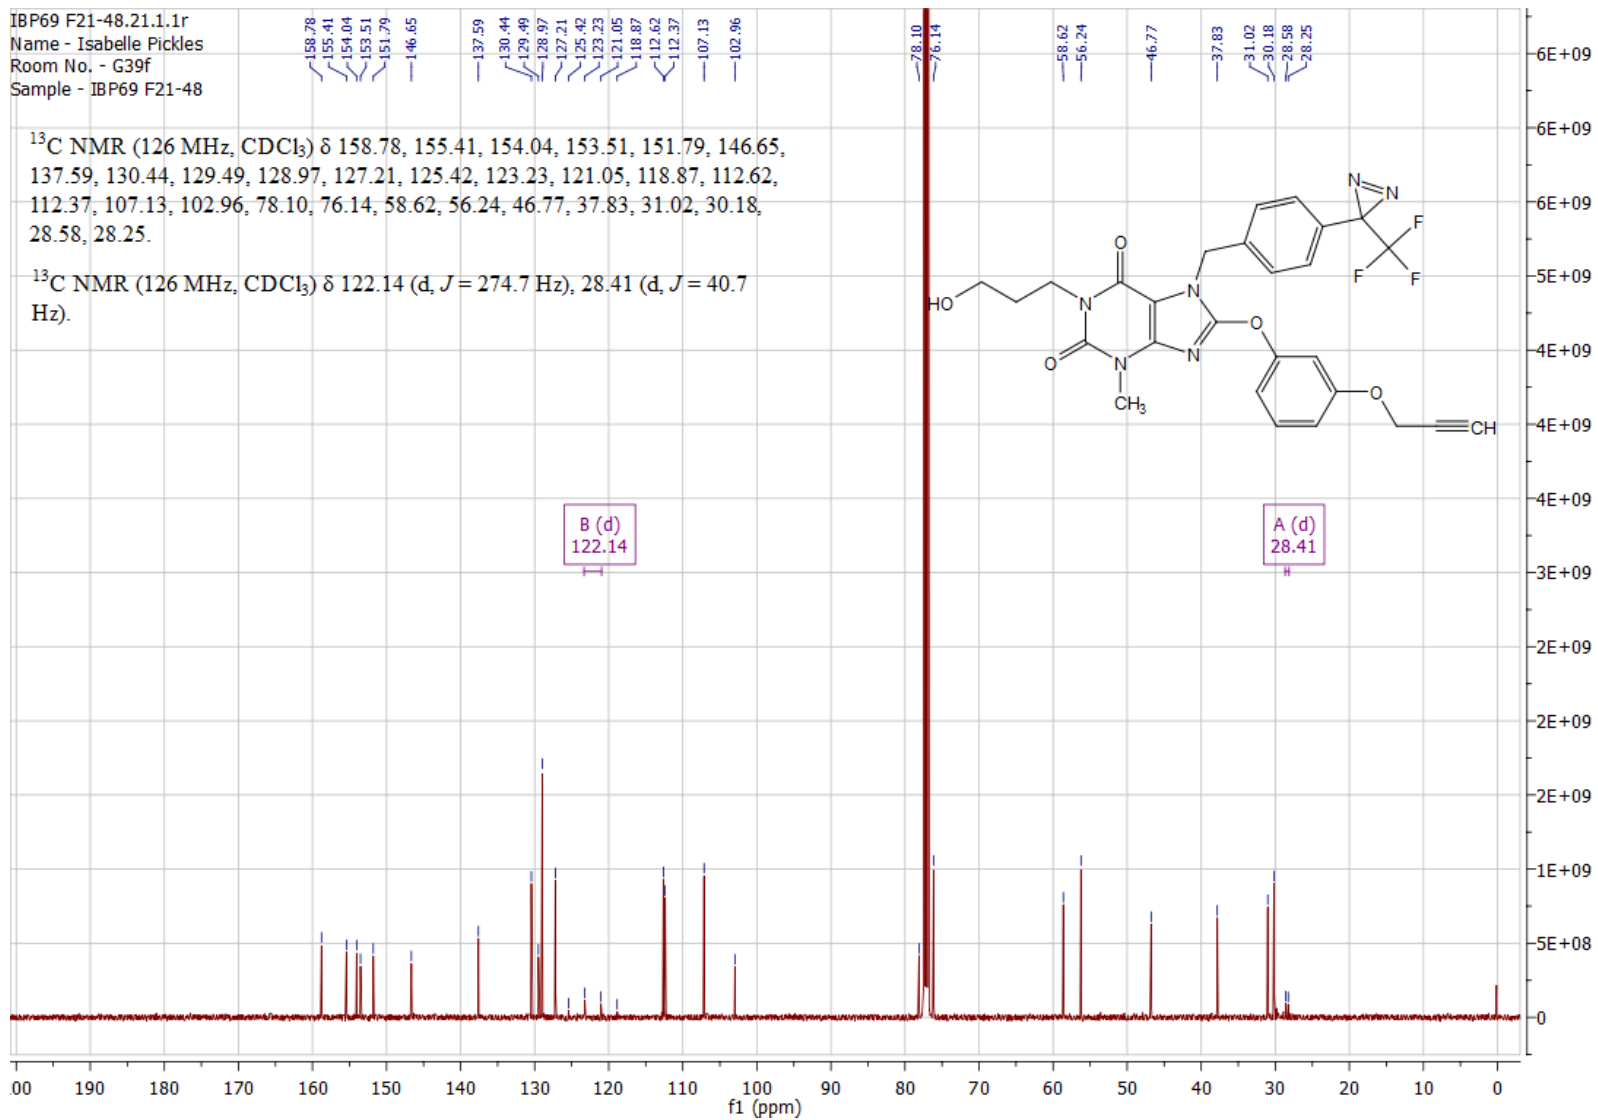 IBP69 F21-48.21.1.1r
Name - Isabelle Pickles
Room No. - G39f
Sample - IBP69 F21-48
158.78
155.41
154.04
153.51
151.79
146.65
137.59
130.44
129.49
128.97
127.21
125.42
123.23
121.05
118.87
112.62
112.37
107.13
102.96
78.10
76.14
58.62
56.24
46.77
37.83
31.02
30.18
28.58
28.25
¹³C NMR (126 MHz, CDCl₃) δ 158.78, 155.41, 154.04, 153.51, 151.79, 146.65,
137.59, 130.44, 129.49, 128.97, 127.21, 125.42, 123.23, 121.05, 118.87, 112.62,
112.37, 107.13, 102.96, 78.10, 76.14, 58.62, 56.24, 46.77, 37.83, 31.02, 30.18,
28.58, 28.25.
¹³C NMR (126 MHz, CDCl₃) δ 122.14 (d, J = 274.7 Hz), 28.41 (d, J = 40.7
Hz).
N
N
F
F
F
O
N
HO
N
O
O
N
N
O
CH₃
CH
B (d)
122.14
A (d)
28.41
6E+09
6E+09
6E+09
5E+09
4E+09
4E+09
4E+09
3E+09
2E+09
2E+09
2E+09
1E+09
5E+08
0
00 190 180 170 160 150 140 130 120 110 100 90 80 70 60 50 40 30 20 10 0
f1 (ppm)